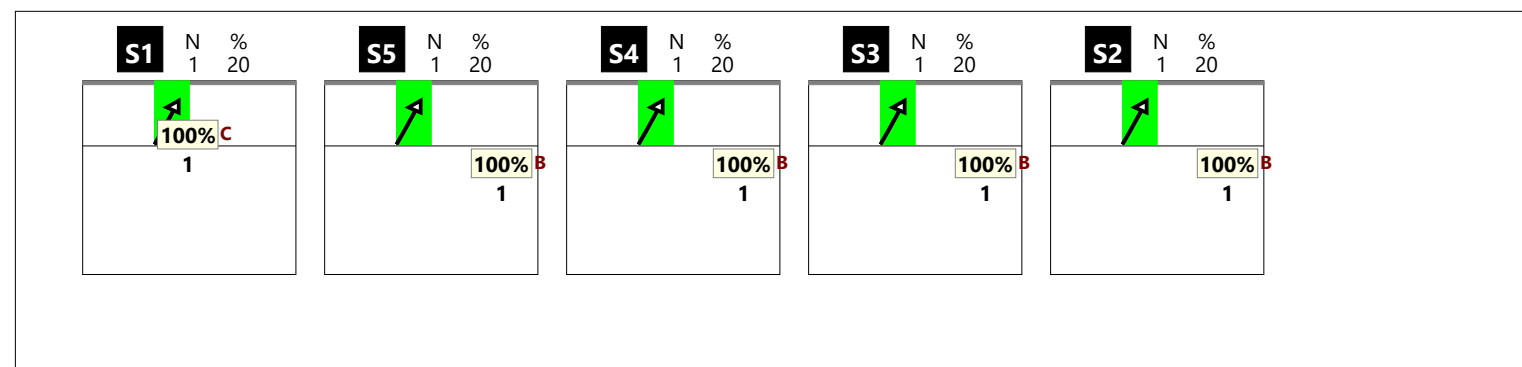 S1 N % S5 N % S4 N % S3 N % S2 N %
1 20 1 20 1 20 1 20 1 20
100% C
1
100% B 100% B 100% B 100% B
1 1 1 1